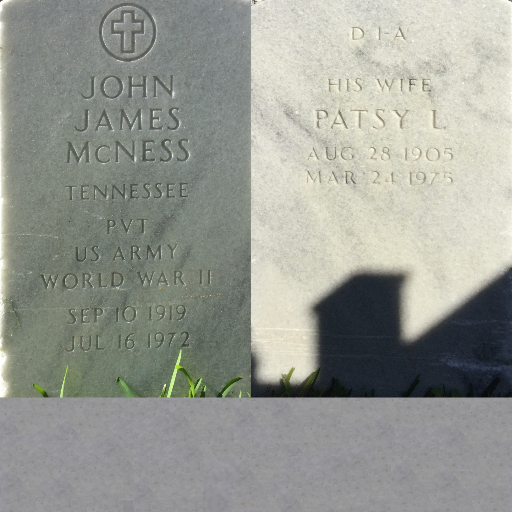 JOHN
JAMES
McNESS
TENNESSEE
PVT
US ARMY
WORLD WAR II
SEP 10 1919
JUL 16 1972
D 1-A
HIS WIFE
PATSY L
AUG 28 1905
MAR 24 1975